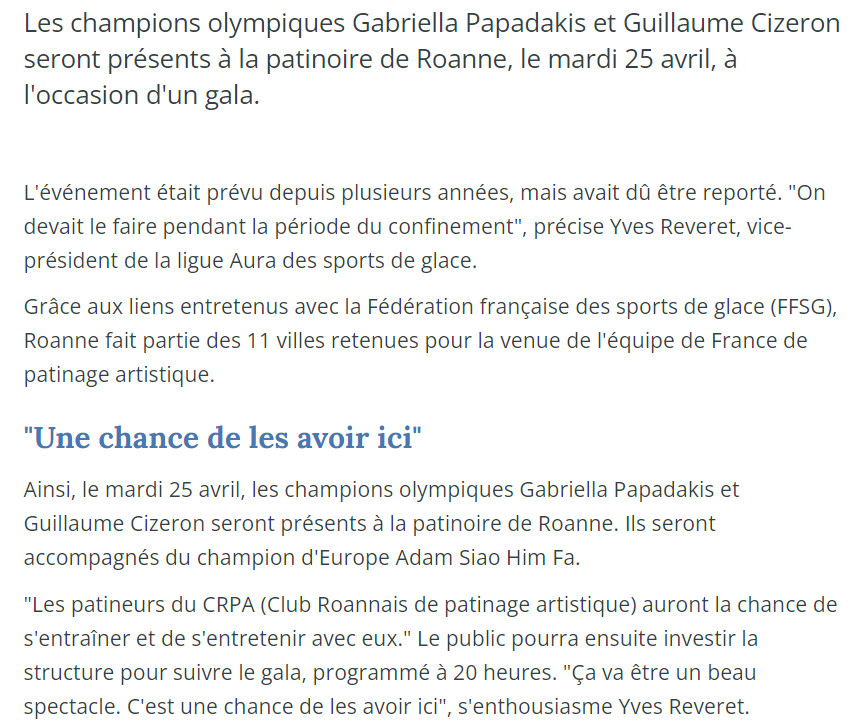 Les champions olympiques Gabriella Papadakis et Guillaume Cizeron
seront présents à la patinoire de Roanne, le mardi 25 avril, à
l'occasion d'un gala.
L'événement était prévu depuis plusieurs années, mais avait dû être reporté. "On
devait le faire pendant la période du confinement", précise Yves Reveret, vice-
président de la ligue Aura des sports de glace.
Grâce aux liens entretenus avec la Fédération française des sports de glace (FFSG),
Roanne fait partie des 11 villes retenues pour la venue de l'équipe de France de
patinage artistique.
"Une chance de les avoir ici"
Ainsi, le mardi 25 avril, les champions olympiques Gabriella Papadakis et
Guillaume Cizeron seront présents à la patinoire de Roanne. Ils seront
accompagnés du champion d'Europe Adam Siao Him Fa.
"Les patineurs du CRPA (Club Roannais de patinage artistique) auront la chance de
s'entraîner et de s'entretenir avec eux." Le public pourra ensuite investir la
structure pour suivre le gala, programmé à 20 heures. "Ça va être un beau
spectacle. C'est une chance de les avoir ici", s'enthousiasme Yves Reveret.